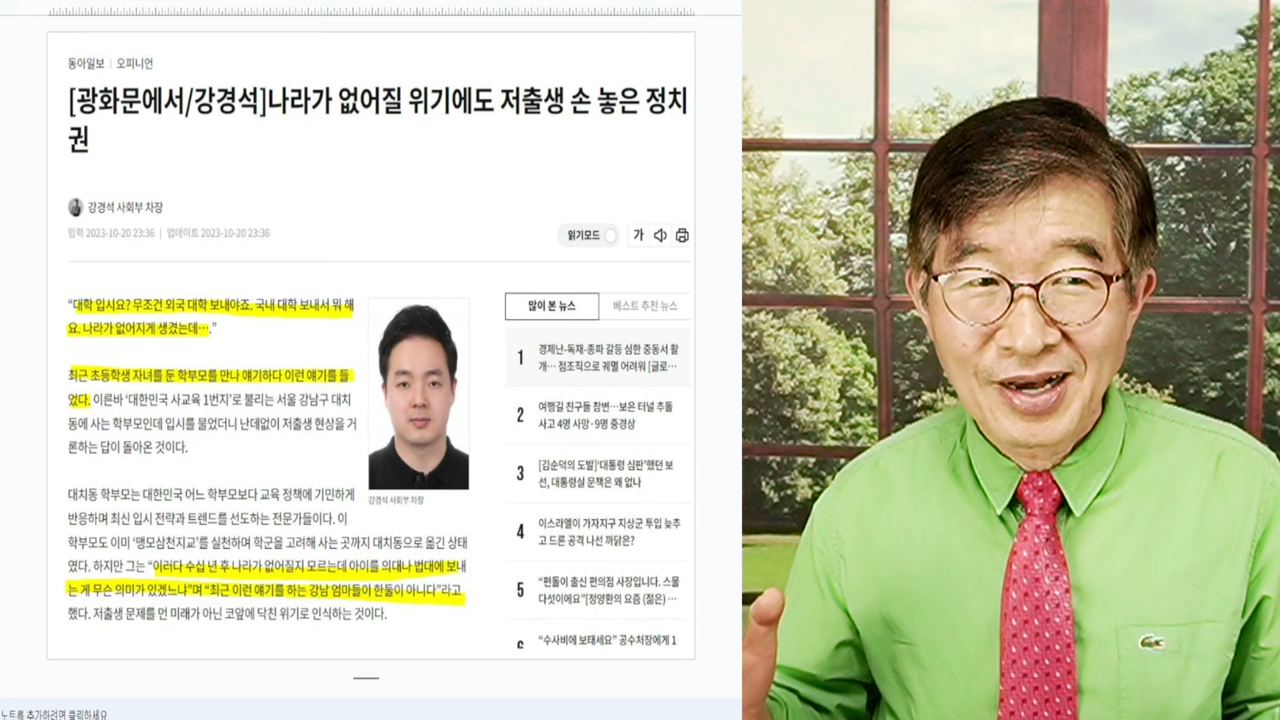 동아일보 | 오피니언
[광화문에서/강경석]나라가 없어질 위기에도 저출생 손 놓은 정치
권
강경석 사회부 차장
입력 2023-10-20 23:36 | 업데이트 2023-10-20 23:36
읽기모드
가
“대학 입시요? 무조건 외국 대학 보내야죠. 국내 대학 보내서 뭐 해
요. 나라가 없어지게 생겼는데….”
최근 초등학생 자녀를 둔 학부모를 만나 얘기하다 이런 얘기를 들
었다. 이른바 ‘대한민국 사교육 1번지’로 불리는 서울 강남구 대치
동에 사는 학부모인데 입시를 물었더니 난데없이 저출생 현상을 거
론하는 답이 돌아온 것이다.
강경석 사회부 차장
대치동 학부모는 대한민국 어느 학부모보다 교육 정책에 기민하게
반응하며 최신 입시 전략과 트렌드를 선도하는 전문가들이다. 이
학부모도 이미 ‘맹모삼천지교’를 실천하며 학군을 고려해 사는 곳까지 대치동으로 옮긴 상태
였다. 하지만 그는 “이러다 수십 년 후 나라가 없어질지 모르는데 아이를 의대나 법대에 보내
는 게 무슨 의미가 있겠느냐”며 “최근 이런 얘기를 하는 강남 엄마들이 한둘이 아니다”라고
했다. 저출생 문제를 먼 미래가 아닌 코앞에 닥친 위기로 인식하는 것이다.
많이 본 뉴스
베스트 추천 뉴스
1
경제난-독재-종파 갈등 심한 중동서 활
개… 점조직으로 궤멸 어려워 [글로…
2
여행길 친구들 참변…보은 터널 추돌
사고 4명 사망·9명 중경상
3
[김순덕의 도발]‘대통령 심판’했던 보
선, 대통령실 문책은 왜 없나
4
이스라엘이 가자지구 지상군 투입 늦추
고 드론 공격 나선 까닭은?
5
“편돌이 출신 편의점 사장입니다. 스물
다섯이에요”[정양환의 요즘 (젊은) …
“수사비에 보태세요” 공수처장에게 1
노트를 추가하려면 클릭하세요